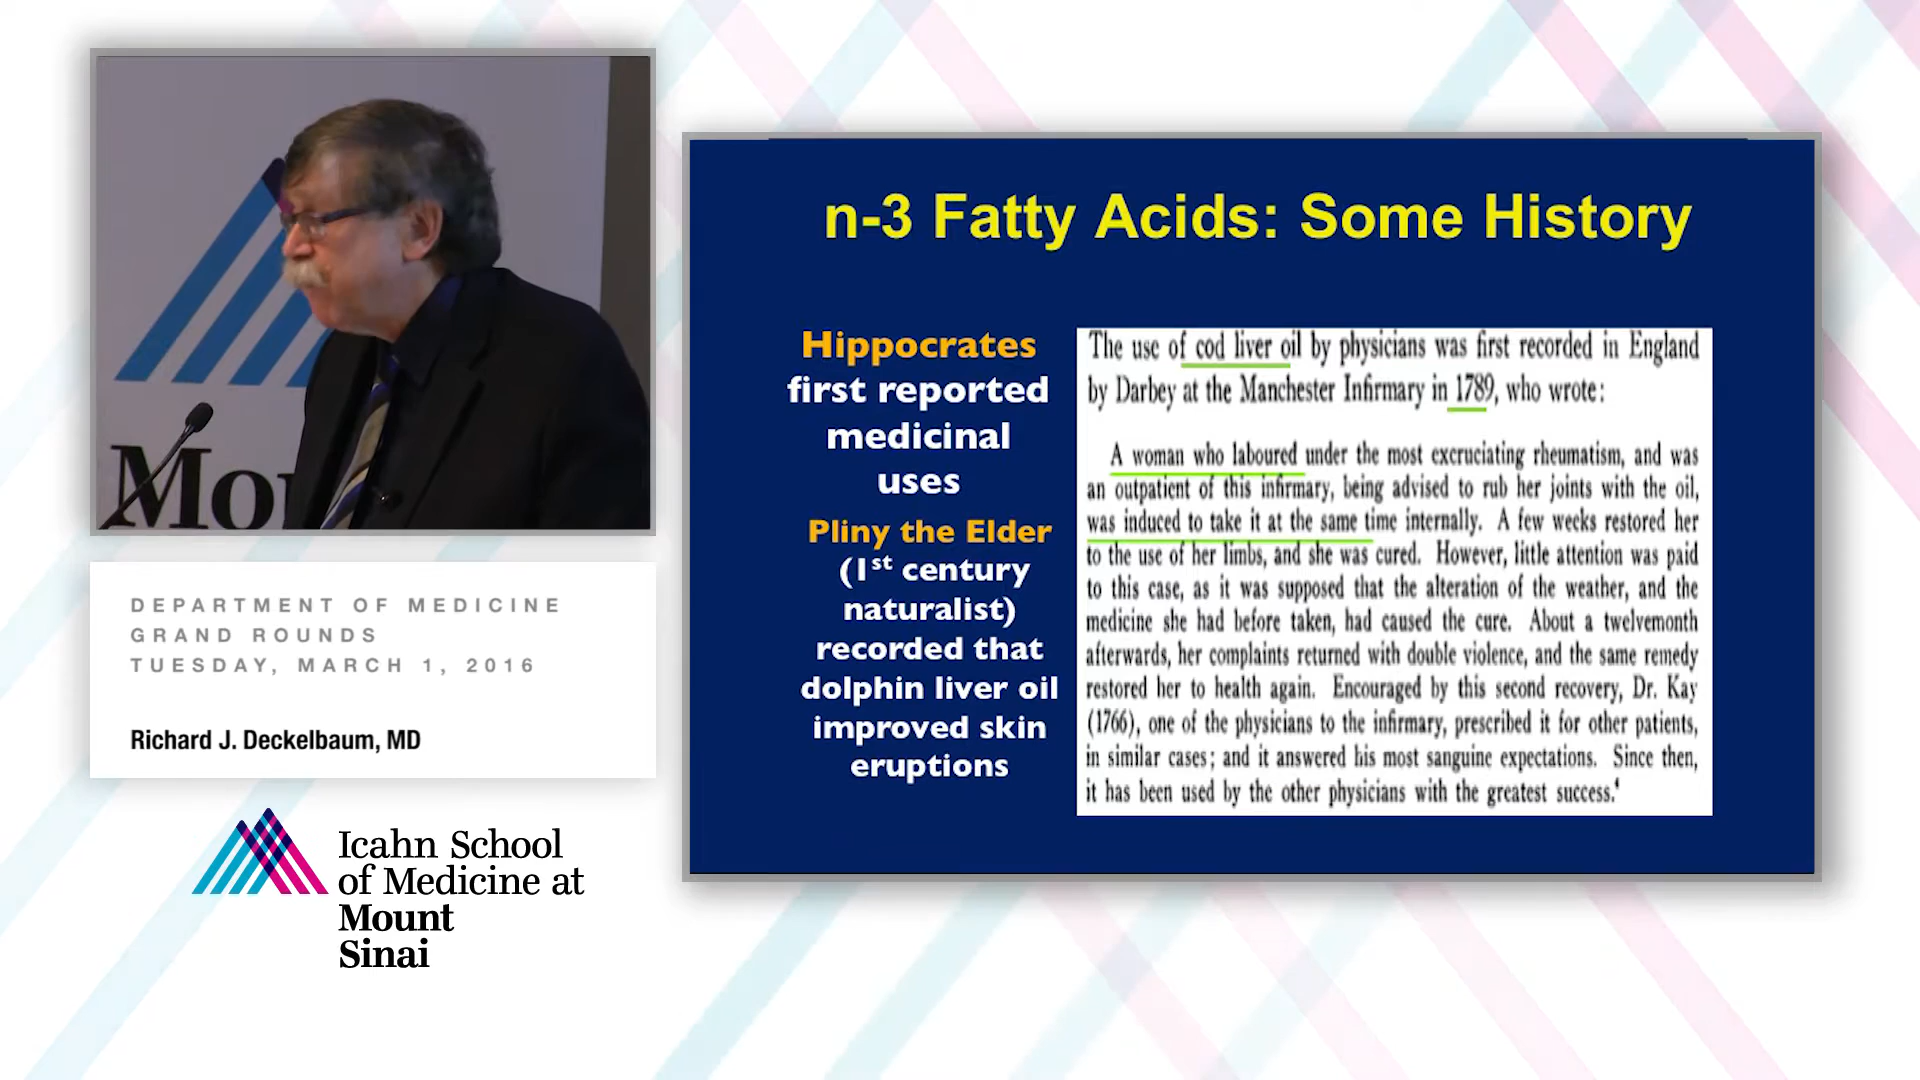 Mou
DEPARTMENT OF MEDICINE
GRAND ROUNDS
TUESDAY, MARCH 1, 2016
Richard J. Deckelbaum, MD
Icahn School
of Medicine at
Mount
Sinai
n-3 Fatty Acids: Some History
Hippocrates
first reported
medicinal
uses
Pliny the Elder
(1st century
naturalist)
recorded that
dolphin liver oil
improved skin
eruptions
The use of cod liver oil by physicians was first recorded in England
by Darbey at the Manchester Infirmary in 1789, who wrote:
A woman who laboured under the most excruciating rheumatism, and was
an outpatient of this infirmary, being advised to rub her joints with the oil,
was induced to take it at the same time internally. A few weeks restored her
to the use of her limbs, and she was cured. However, little attention was paid
to this case, as it was supposed that the alteration of the weather, and the
medicine she had before taken, had caused the cure. About a twelvemonth
afterwards, her complaints returned with double violence, and the same remedy
restored her to health again. Encouraged by this second recovery, Dr. Kay
(1766), one of the physicians to the infirmary, prescribed it for other patients,
in similar cases; and it answered his most sanguine expectations. Since then,
it has been used by the other physicians with the greatest success.⁴